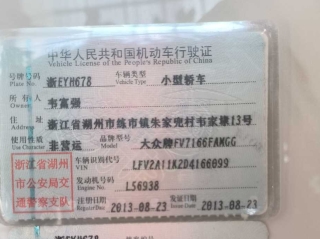 中华人民共和国机动车行驶证
Vehicle License of the People's Republic of China
号牌号码 浙EYH678 车辆类型 小型轿车
Plate No. Vehicle Type
所有人 韦富强
Owner
住址 浙江省湖州市练市镇朱家兜村韦家壕13号
Address
使用性质 非营运 品牌型号 大众牌FV7166FANGG
Use Character Model
浙江省湖州市公安局交通警察支队
车辆识别代号 LFV2A11KZD4166099
VIN
发动机号码 L56938
Engine No.
注册日期 2013-08-23 发证日期 2013-08-23
Register Date Issue Date